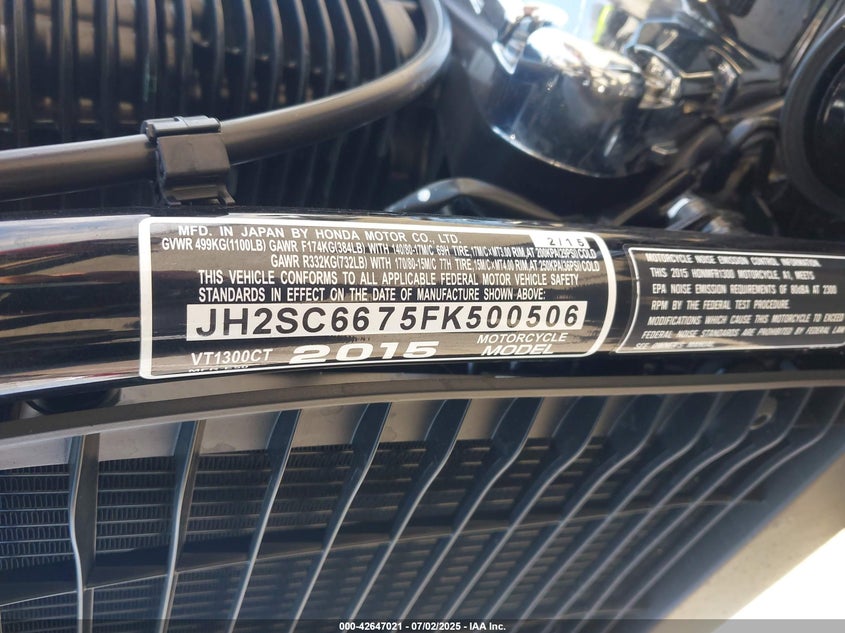 MFD. IN JAPAN BY HONDA MOTOR CO., LTD. 2/15
GVWR 499KG(1100LB) GAWR F174KG(384LB) WITH 140/80-17M/C 69H TIRE, 17M/C×MT3.00 RIM,AT 200KPA(29PSI)COLD
GAWR R332KG(732LB) WITH 170/80-15M/C 77H TIRE, 15M/C×MT4.00 RIM,AT 250KPA(36PSI)COLD
THIS VEHICLE CONFORMS TO ALL APPLICABLE FEDERAL MOTOR VEHICLE SAFETY
STANDARDS IN EFFECT ON THE DATE OF MANUFACTURE SHOWN ABOVE:
JH2SC6675FK500506
VT1300CT 2015 MOTORCYCLE MODEL
MOTORCYCLE NOISE EMISSION CONTROL INFORMATION
THIS 2015 HONMFR1300 MOTORCYCLE, A1, MEETS
EPA NOISE EMISSION REQUIREMENTS OF 80dBA AT 2300
RPM BY THE FEDERAL TEST PROCEDURE.
MODIFICATIONS WHICH CAUSE THIS MOTORCYCLE TO EXCEED
FEDERAL NOISE STANDARDS ARE PROHIBITED BY FEDERAL LAW
SEE OWNER'S MANUAL
000-42647021 - 07/02/2025 - IAA Inc.